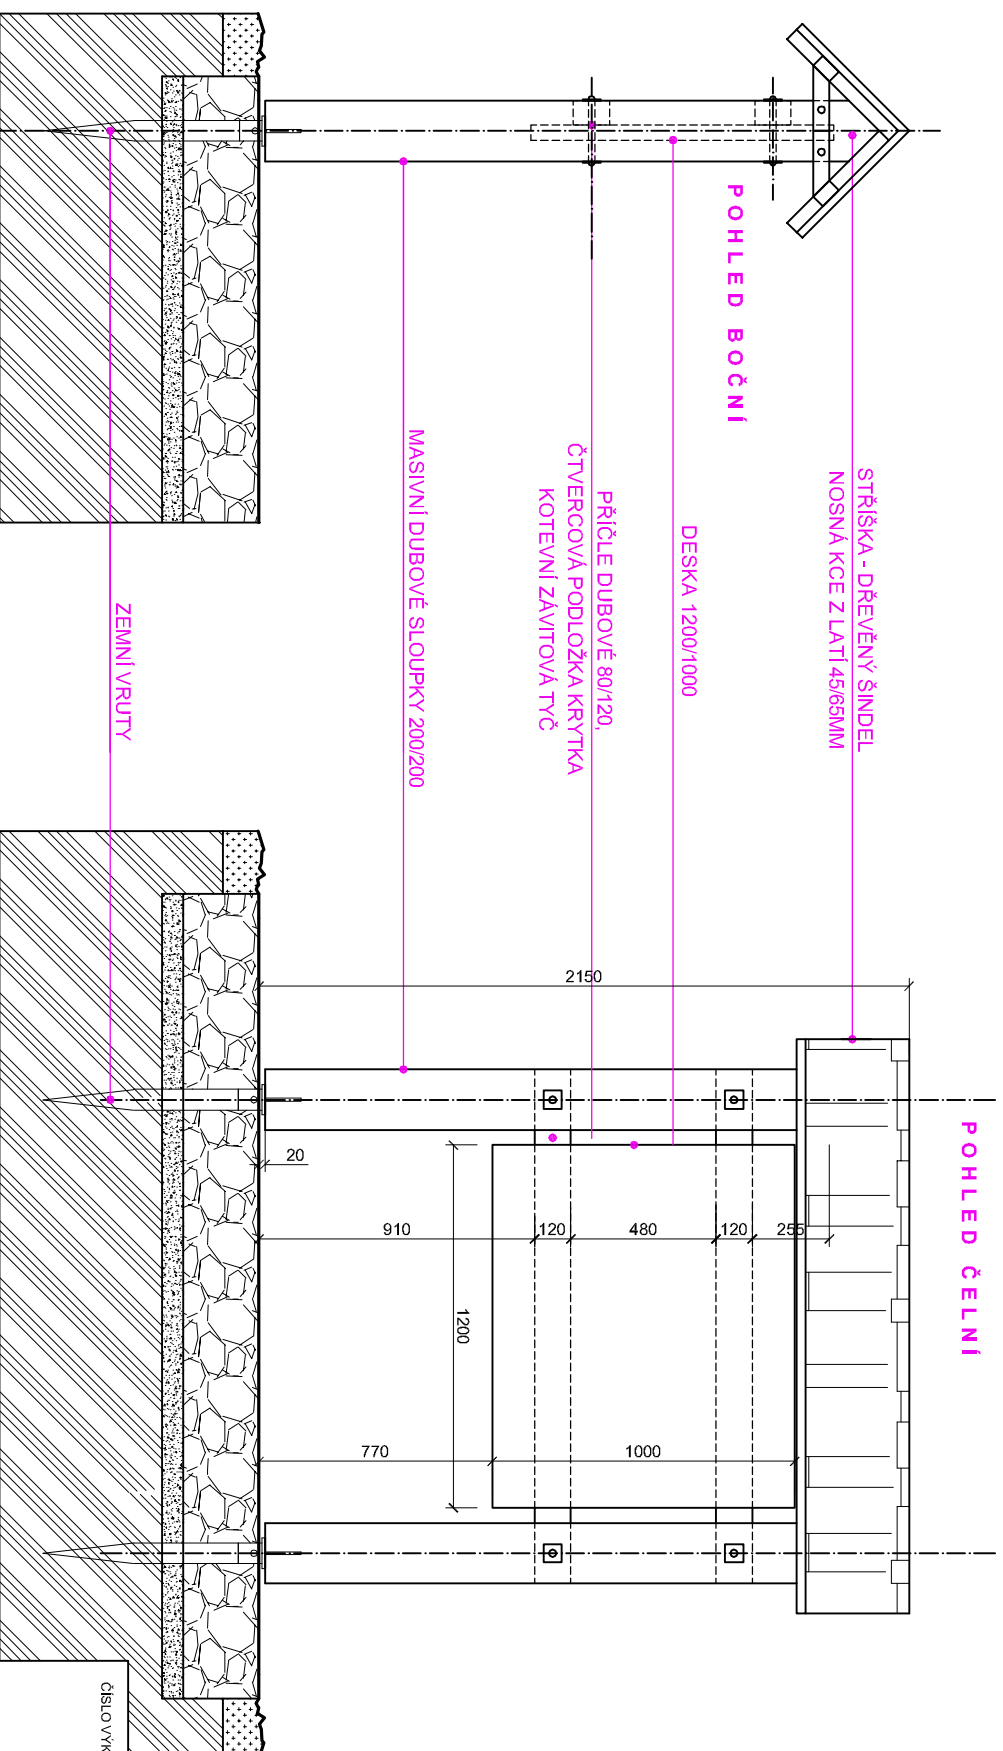 POHLED BOČNÍ
STŘÍŠKA - DŘEVĚNÝ ŠINDEL
NOSNÁ KCE Z LATÍ 45/65MM
DESKA 1200/1000
PŘÍČLE DUBOVÉ 80/120,
ČTVERCOVÁ PODLOŽKA KRYTKA
KOTEVNÍ ZÁVITOVÁ TYČ
MASIVNÍ DUBOVÉ SLOUPKY 200/200
ZEMNÍ VRUTY
POHLED ČELNÍ
2150
20
910
120
480
120
255
1200
770
1000
ČÍSLO VÝK